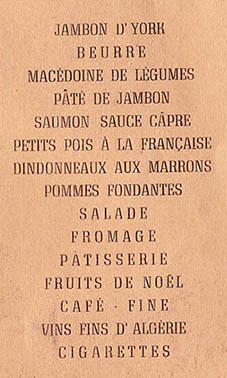 JAMBON D'YORK
BEURRE
MACÉDOINE DE LÉGUMES
PÂTÉ DE JAMBON
SAUMON SAUCE CÂPRE
PETITS POIS À LA FRANÇAISE
DINDONNEAUX AUX MARRONS
POMMES FONDANTES
SALADE
FROMAGE
PÀTISSERIE
FRUITS DE NOËL
CAFÉ - FINE
VINS FINS D'ALGÉRIE
CIGARETTES